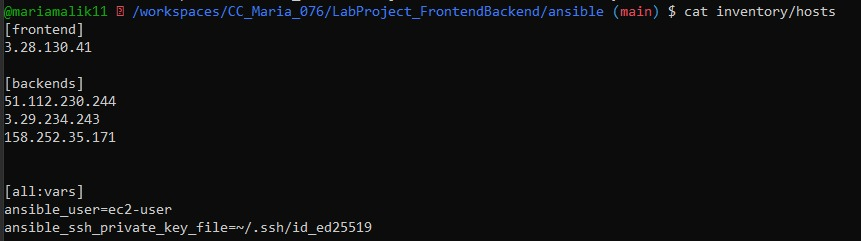 @mariamalik11 /workspaces/CC_Maria_076/LabProject_FrontendBackend/ansible (main) $ cat inventory/hosts
[frontend]
3.28.130.41
[backends]
51.112.230.244
3.29.234.243
158.252.35.171
[all:vars]
ansible_user=ec2-user
ansible_ssh_private_key_file=~/.ssh/id_ed25519